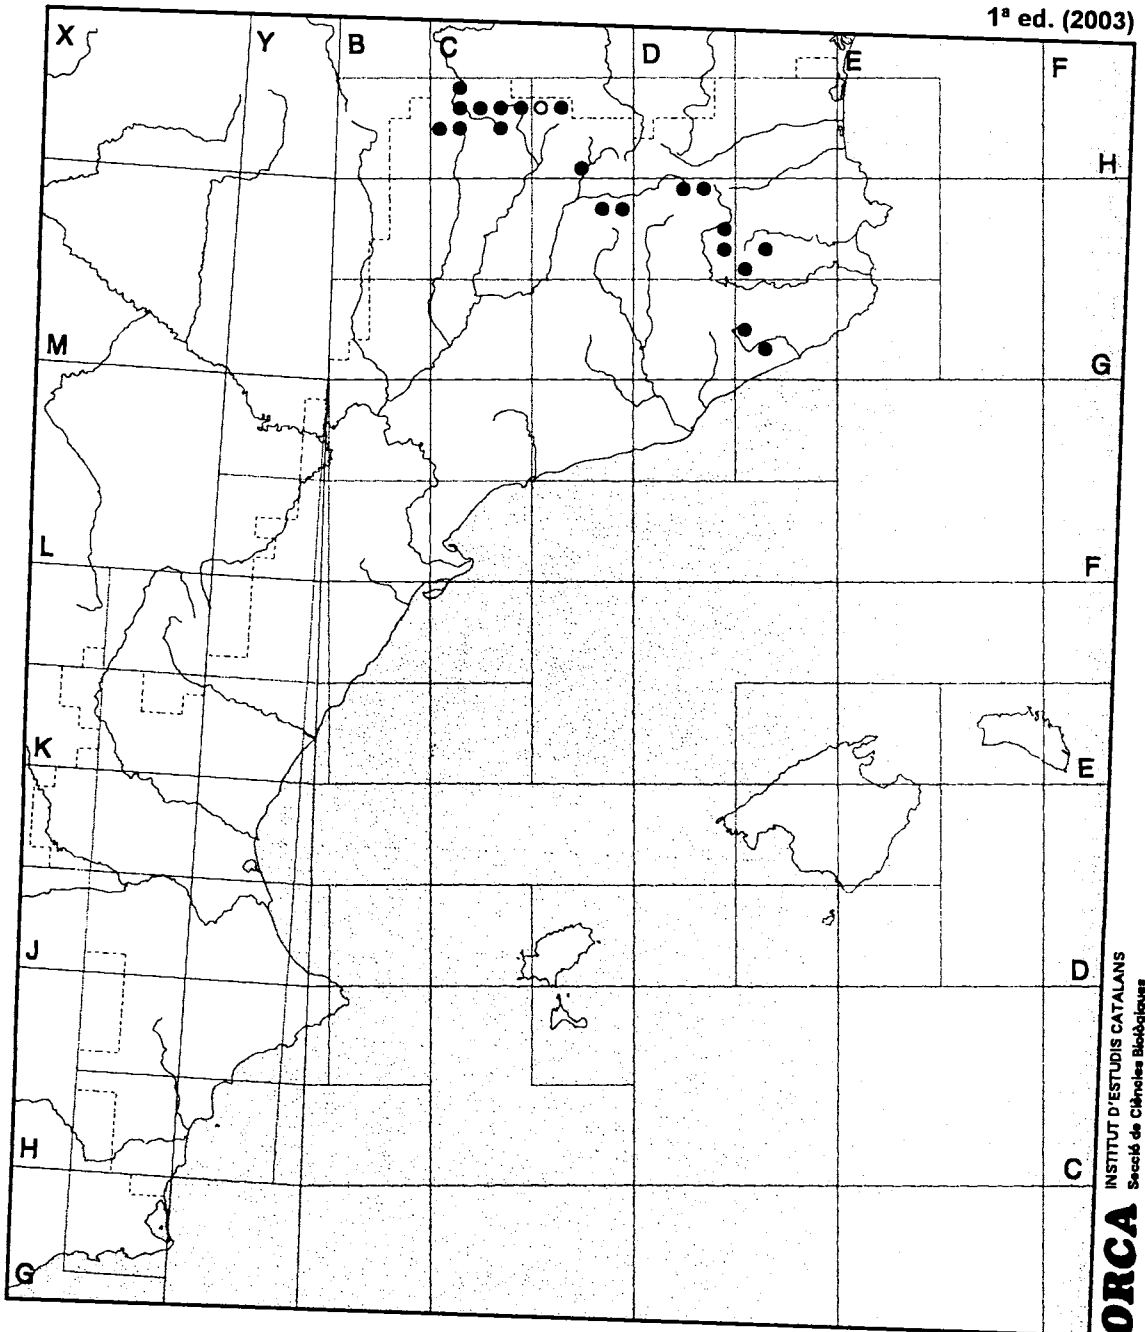 1ª ed. (2003)
X
Y
B
C
D
E
F
H
M
G
L
F
K
E
J
D
H
C
G
ORCA
INSTITUT D'ESTUDIS CATALANS
Secció de Ciències Biològiques